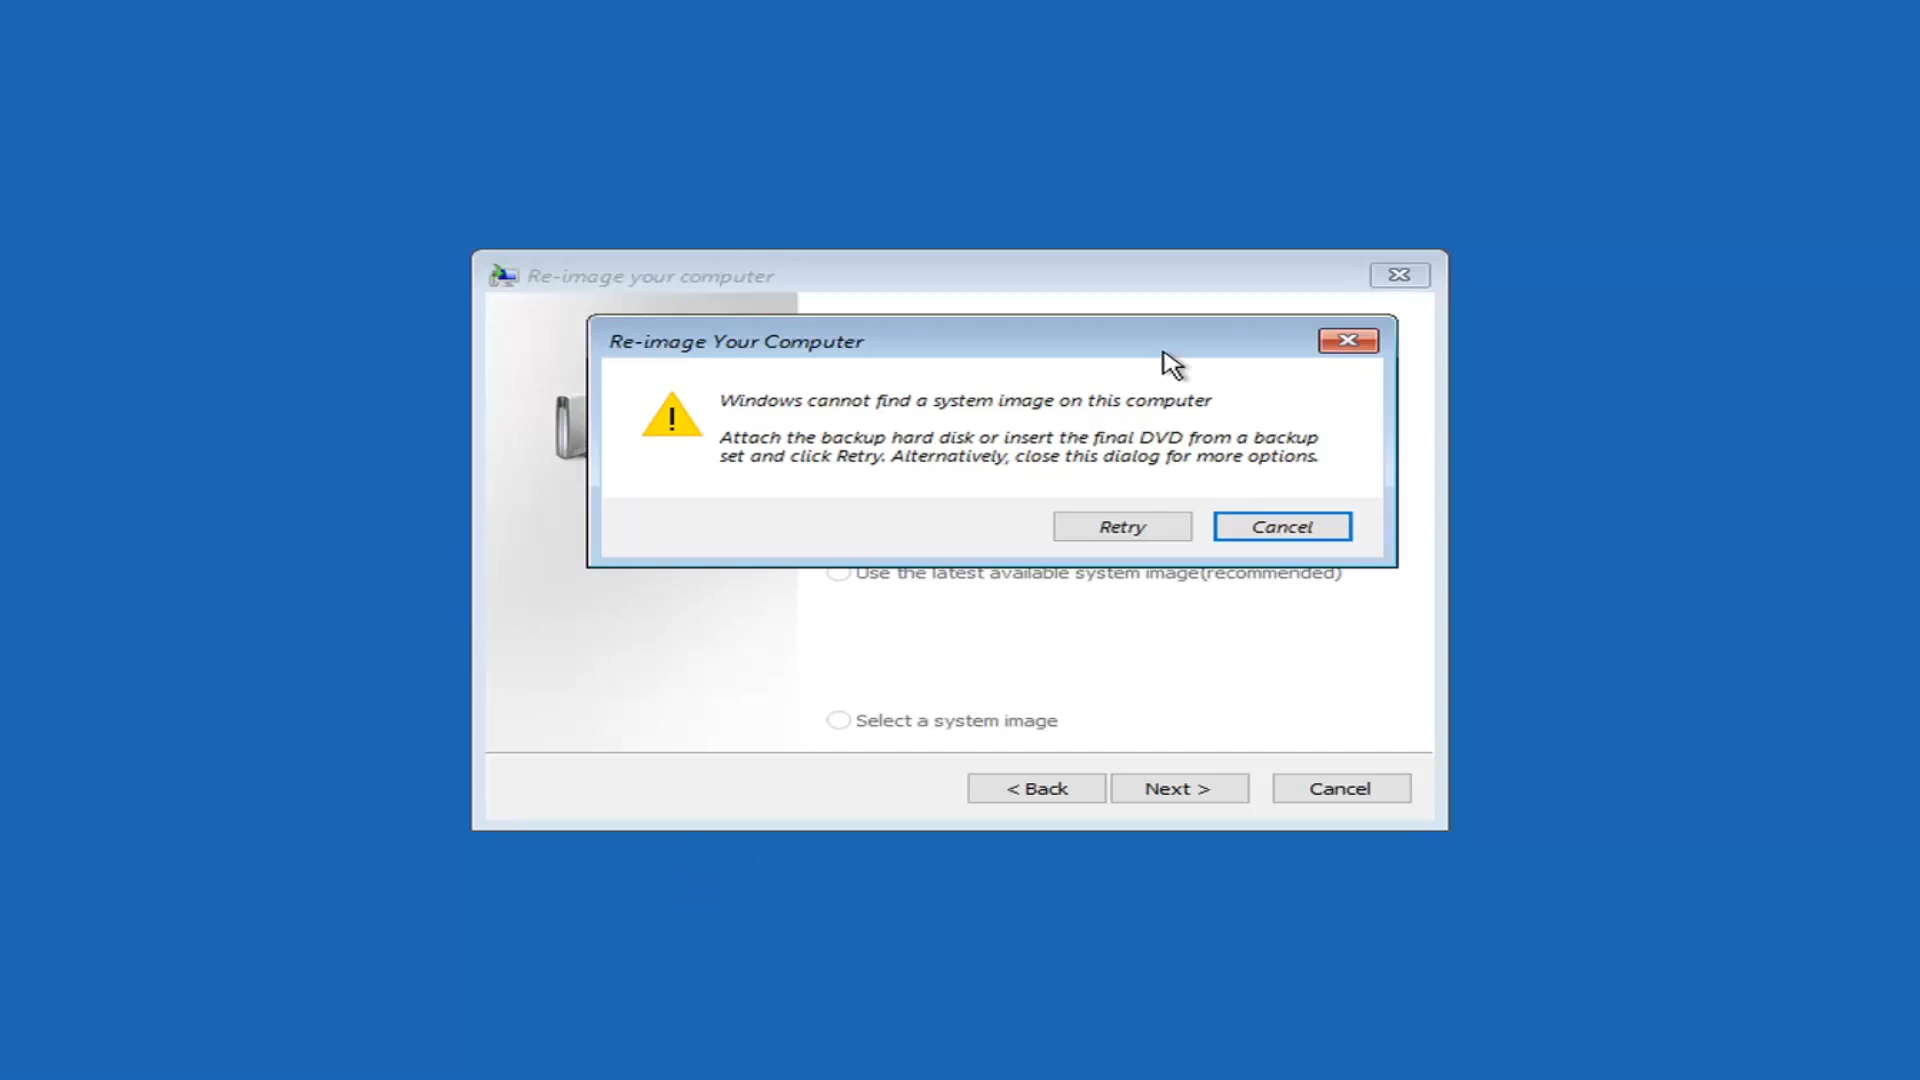 Re-image your computer
Re-image Your Computer
Windows cannot find a system image on this computer
Attach the backup hard disk or insert the final DVD from a backup
set and click Retry. Alternatively, close this dialog for more options.
Retry
Cancel
Use the latest available system image(recommended)
Select a system image
< Back
Next >
Cancel